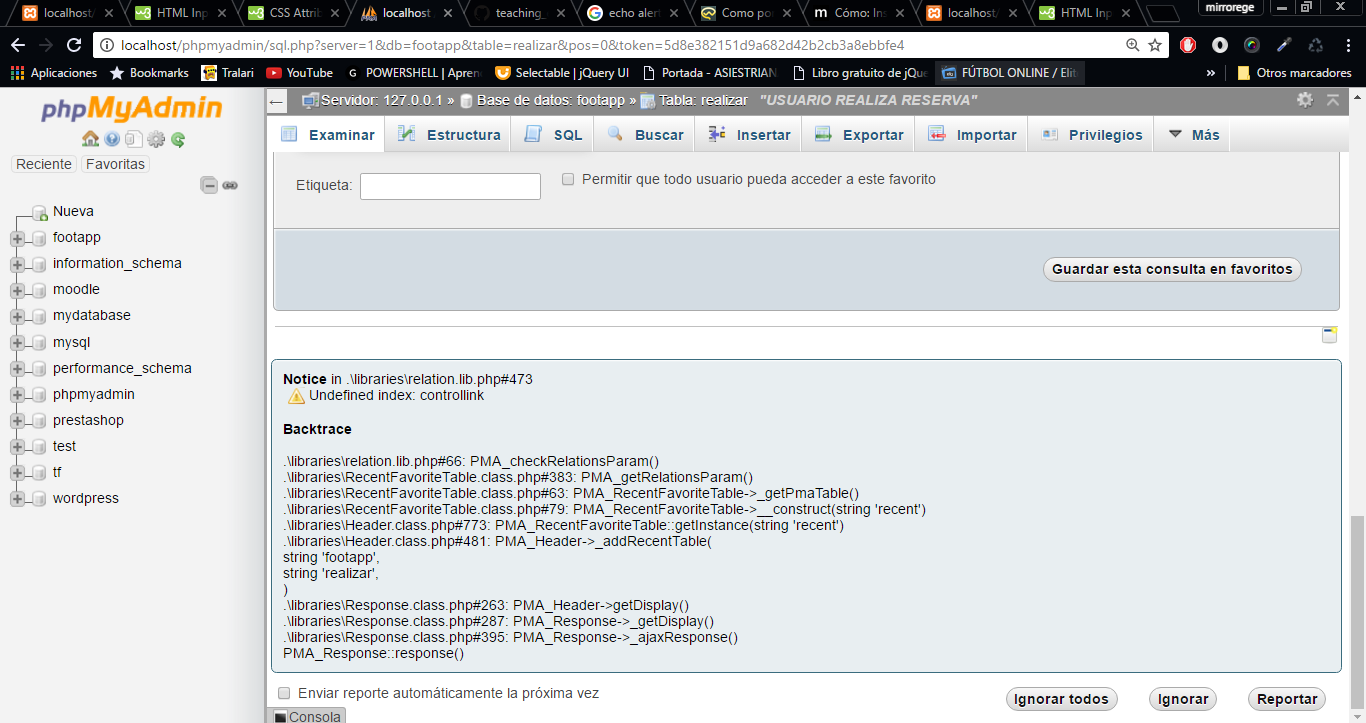 localhost/
HTML Inp
CSS Attrib
localhost
teaching_
echo alert
Como po
Cómo: Ins
localhost/
HTML Inp
mirrorege
localhost/phpmyadmin/sql.php?server=1&db=footapp&table=realizar&pos=0&token=5d8e382151d9a682d42b2cb3a8ebbfe4
Aplicaciones
Bookmarks
Tralari
YouTube
G POWERSHELL | Apren
Selectable | jQuery UI
Portada - ASIESTRIAN
Libro gratuito de jQue
FÚTBOL ONLINE / Elit
»
Otros marcadores
phpMyAdmin
Reciente Favoritas
Nueva
footapp
information_schema
moodle
mydatabase
mysql
performance_schema
phpmyadmin
prestashop
test
tf
wordpress
Servidor: 127.0.0.1 » Base de datos: footapp » Tabla: realizar "USUARIO REALIZA RESERVA"
Examinar Estructura SQL Buscar Insertar Exportar Importar Privilegios Más
Etiqueta: Permitir que todo usuario pueda acceder a este favorito
Guardar esta consulta en favoritos
Notice in .\libraries\relation.lib.php#473
Undefined index: controllink
Backtrace
.\libraries\relation.lib.php#66: PMA_checkRelationsParam()
.\libraries\RecentFavoriteTable.class.php#383: PMA_getRelationsParam()
.\libraries\RecentFavoriteTable.class.php#63: PMA_RecentFavoriteTable->_getPmaTable()
.\libraries\RecentFavoriteTable.class.php#79: PMA_RecentFavoriteTable->__construct(string 'recent')
.\libraries\Header.class.php#773: PMA_RecentFavoriteTable::getInstance(string 'recent')
.\libraries\Header.class.php#481: PMA_Header->_addRecentTable(
string 'footapp',
string 'realizar',
)
.\libraries\Response.class.php#263: PMA_Header->getDisplay()
.\libraries\Response.class.php#287: PMA_Response->_getDisplay()
.\libraries\Response.class.php#395: PMA_Response->_ajaxResponse()
PMA_Response::response()
Enviar reporte automáticamente la próxima vez
Ignorar todos Ignorar Reportar
Consola